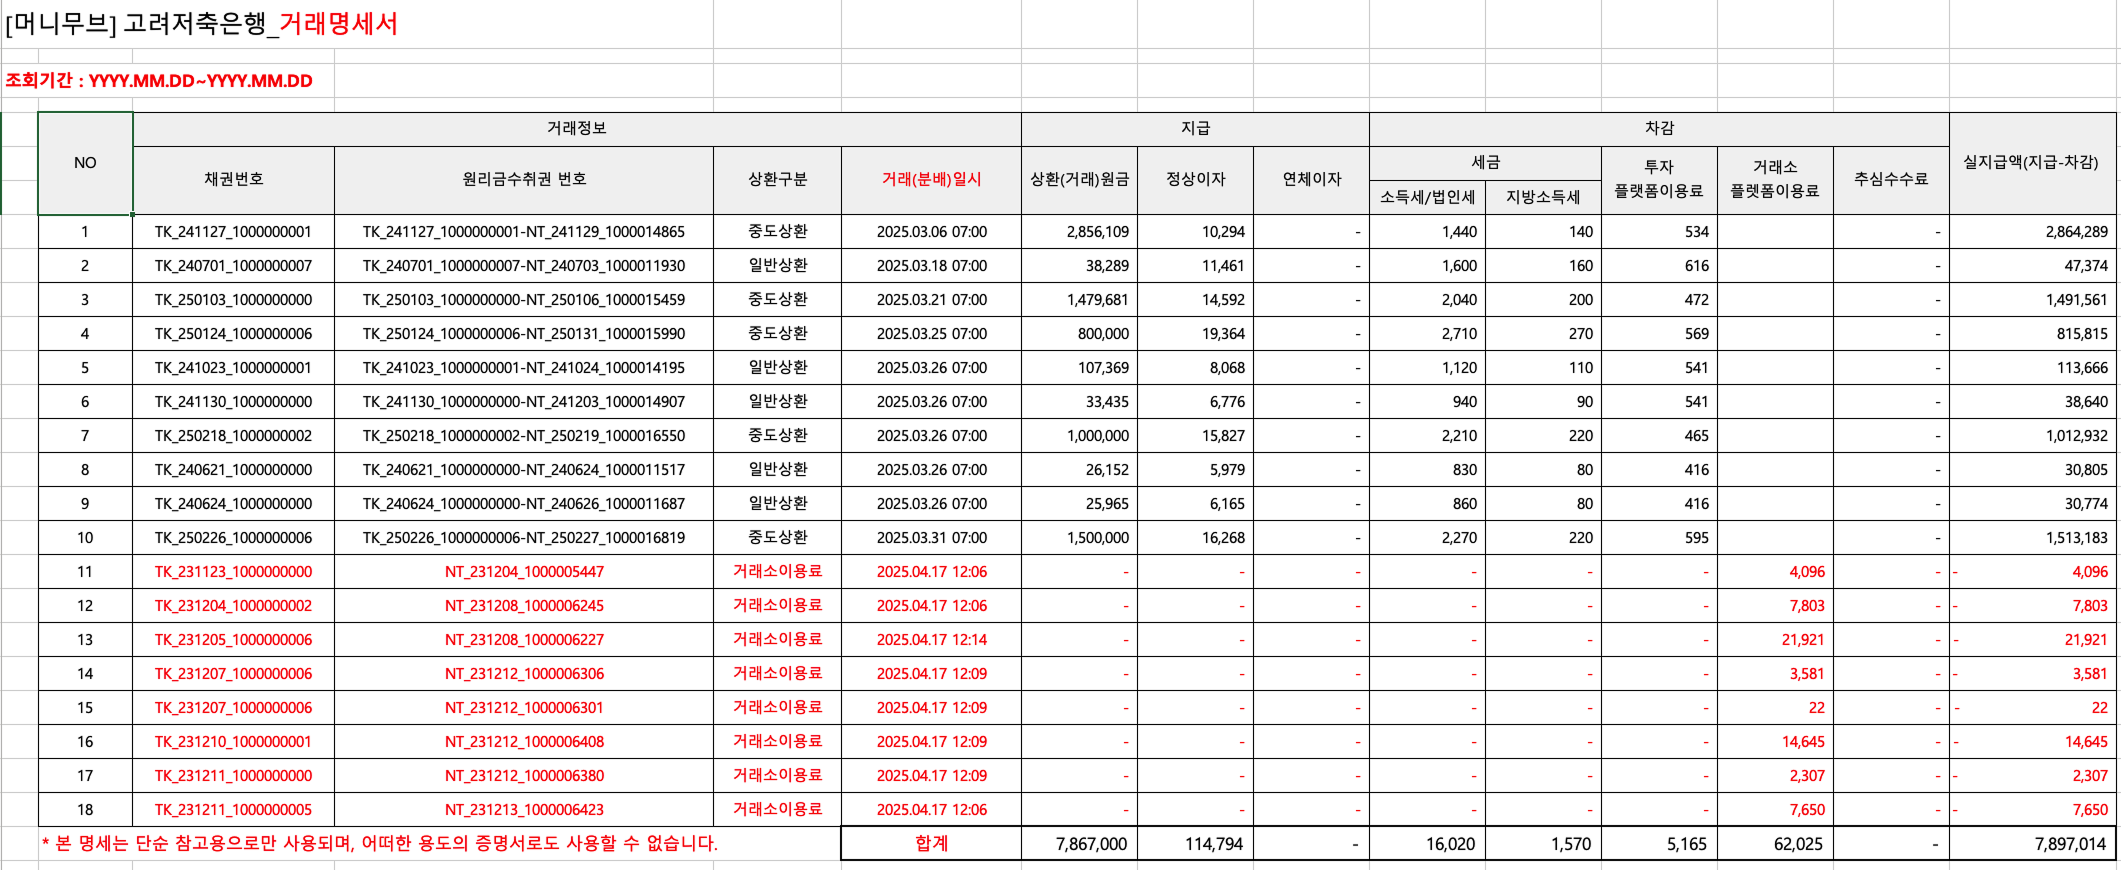 [머니무브] 고려저축은행_거래명세서
조회기간 : YYYY.MM.DD~YYYY.MM.DD
NO 거래정보 지급 차감 실지급액(지급-차감)
채권번호 원리금수취권 번호 상환구분 거래(분배)일시 상환(거래)원금 정상이자 연체이자 세금 투자 플랫폼이용료 거래소 플렛폼이용료 추심수수료
소득세/법인세 지방소득세
1 TK_241127_1000000001 TK_241127_1000000001-NT_241129_1000014865 중도상환 2025.03.06 07:00 2,856,109 10,294 - 1,440 140 534 - 2,864,289
2 TK_240701_1000000007 TK_240701_1000000007-NT_240703_1000011930 일반상환 2025.03.18 07:00 38,289 11,461 - 1,600 160 616 - 47,374
3 TK_250103_1000000000 TK_250103_1000000000-NT_250106_1000015459 중도상환 2025.03.21 07:00 1,479,681 14,592 - 2,040 200 472 - 1,491,561
4 TK_250124_1000000006 TK_250124_1000000006-NT_250131_1000015990 중도상환 2025.03.25 07:00 800,000 19,364 - 2,710 270 569 - 815,815
5 TK_241023_1000000001 TK_241023_1000000001-NT_241024_1000014195 일반상환 2025.03.26 07:00 107,369 8,068 - 1,120 110 541 - 113,666
6 TK_241130_1000000000 TK_241130_1000000000-NT_241203_1000014907 일반상환 2025.03.26 07:00 33,435 6,776 - 940 90 541 - 38,640
7 TK_250218_1000000002 TK_250218_1000000002-NT_250219_1000016550 중도상환 2025.03.26 07:00 1,000,000 15,827 - 2,210 220 465 - 1,012,932
8 TK_240621_1000000000 TK_240621_1000000000-NT_240624_1000011517 일반상환 2025.03.26 07:00 26,152 5,979 - 830 80 416 - 30,805
9 TK_240624_1000000000 TK_240624_1000000000-NT_240626_1000011687 일반상환 2025.03.26 07:00 25,965 6,165 - 860 80 416 - 30,774
10 TK_250226_1000000006 TK_250226_1000000006-NT_250227_1000016819 중도상환 2025.03.31 07:00 1,500,000 16,268 - 2,270 220 595 - 1,513,183
11 TK_231123_1000000000 NT_231204_1000005447 거래소이용료 2025.04.17 12:06 - - - - - - 4,096 - - 4,096
12 TK_231204_1000000002 NT_231208_1000006245 거래소이용료 2025.04.17 12:06 - - - - - - 7,803 - - 7,803
13 TK_231205_1000000006 NT_231208_1000006227 거래소이용료 2025.04.17 12:14 - - - - - - 21,921 - - 21,921
14 TK_231207_1000000006 NT_231212_1000006306 거래소이용료 2025.04.17 12:09 - - - - - - 3,581 - - 3,581
15 TK_231207_1000000006 NT_231212_1000006301 거래소이용료 2025.04.17 12:09 - - - - - - 22 - - 22
16 TK_231210_1000000001 NT_231212_1000006408 거래소이용료 2025.04.17 12:09 - - - - - - 14,645 - - 14,645
17 TK_231211_1000000000 NT_231212_1000006380 거래소이용료 2025.04.17 12:09 - - - - - - 2,307 - - 2,307
18 TK_231211_1000000005 NT_231213_1000006423 거래소이용료 2025.04.17 12:06 - - - - - - 7,650 - - 7,650
* 본 명세는 단순 참고용으로만 사용되며, 어떠한 용도의 증명서로도 사용할 수 없습니다. 합계 7,867,000 114,794 - 16,020 1,570 5,165 62,025 - 7,897,014